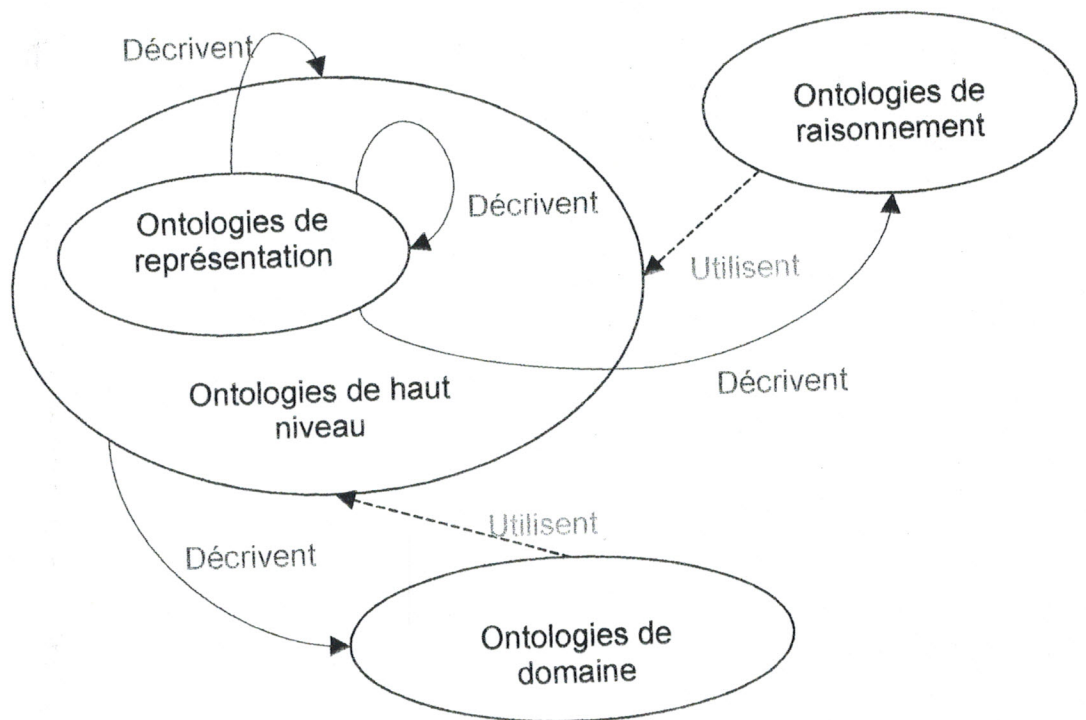 Décrivent
Ontologies de
raisonnement
Décrivent
Ontologies de
représentation
Utilisent
Décrivent
Ontologies de haut
niveau
Utilisent
Décrivent
Ontologies de
domaine